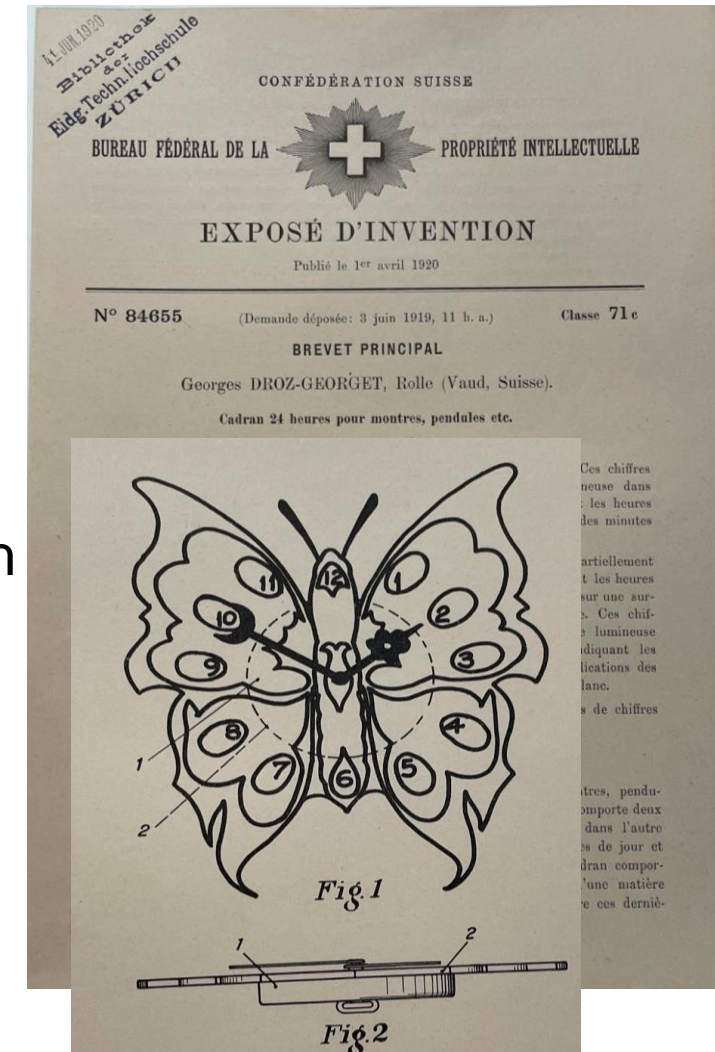 JUN.1920
Bibliothek
der
Eidg.Techn.Hochschule
ZÜRICH
CONFÉDÉRATION SUISSE
BUREAU FÉDÉRAL DE LA PROPRIÉTÉ INTELLECTUELLE
EXPOSÉ D'INVENTION
Publié le 1er avril 1920
N° 84655 (Demande déposée: 3 juin 1919, 11 h. a.) Classe 71 c
BREVET PRINCIPAL
Georges DROZ-GEORGET, Rolle (Vaud, Suisse).
Cadran 24 heures pour montres, pendules etc.
Ces chiffres
neuse dans
les heures
des minutes
artiellement
t les heures
sur une sur-
. Ces chif-
lumineuse
diquant les
lications des
lanc.
s de chiffres
tres, pendu-
omporte deux
dans l'autre
es de jour et
dran compor-
'une matière
e ces derniè-
n
12
11 1
10 2
9 3
8 4
7 5
6
1
2
Fig.1
1 2
Fig.2